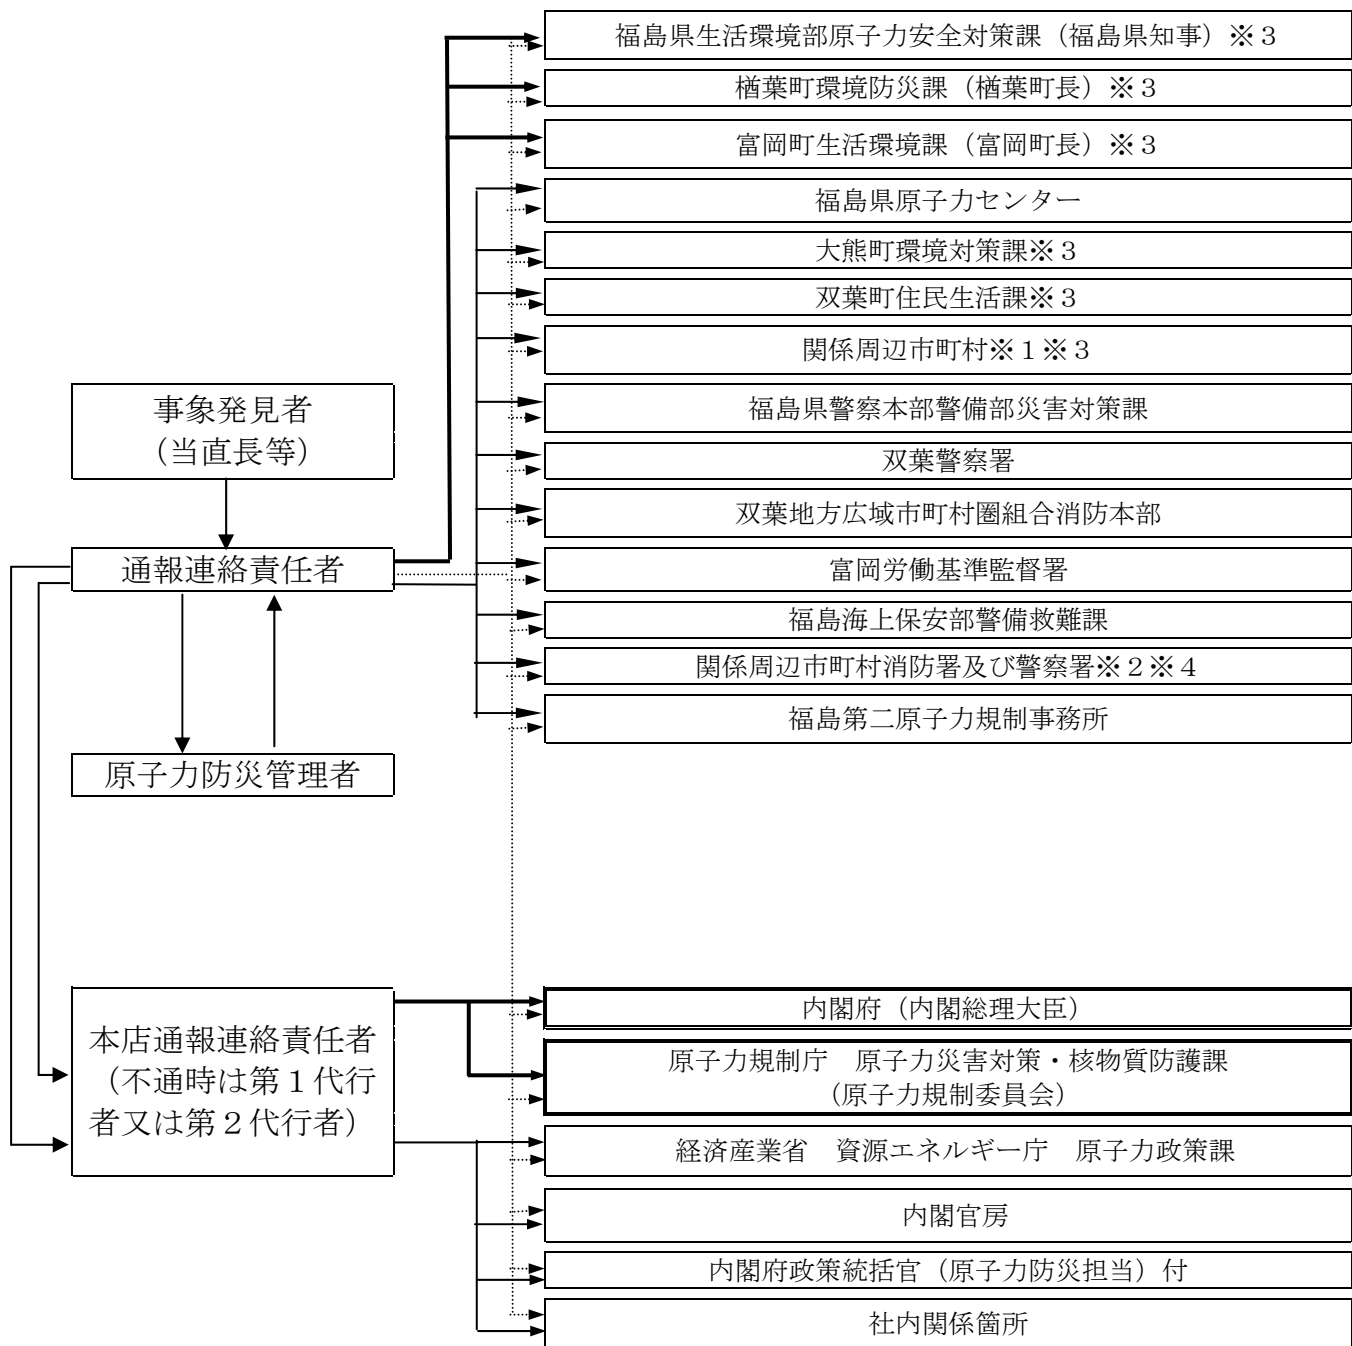 福島県生活環境部原子力安全対策課（福島県知事）※３
楢葉町環境防災課（楢葉町長）※３
富岡町生活環境課（富岡町長）※３
福島県原子力センター
大熊町環境対策課※３
双葉町住民生活課※３
関係周辺市町村※１※３
福島県警察本部警備部災害対策課
双葉警察署
双葉地方広域市町村圏組合消防本部
富岡労働基準監督署
福島海上保安部警備救難課
関係周辺市町村消防署及び警察署※２※４
福島第二原子力規制事務所
事象発見者
（当直長等）
通報連絡責任者
原子力防災管理者
本店通報連絡責任者
（不通時は第１代行
者又は第２代行者）
内閣府（内閣総理大臣）
原子力規制庁　原子力災害対策・核物質防護課
（原子力規制委員会）
経済産業省　資源エネルギー庁　原子力政策課
内閣官房
内閣府政策統括官（原子力防災担当）付
社内関係箇所